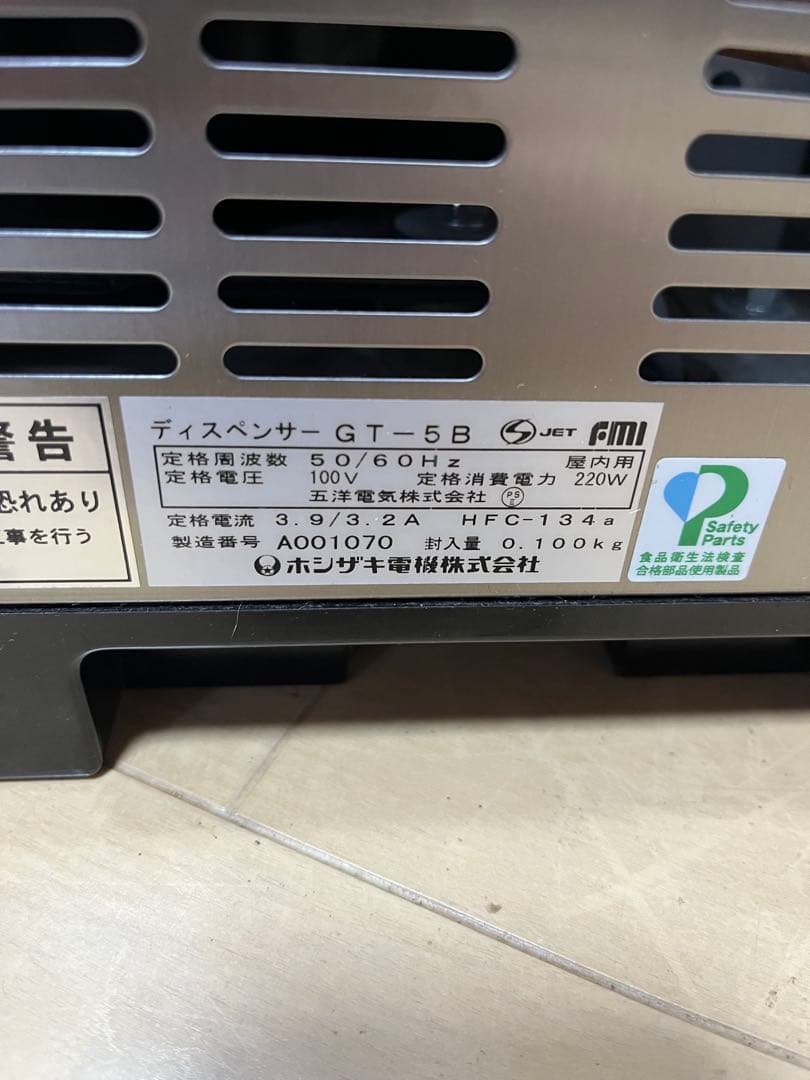 警告
恐れあり
事を行う
ディスペンサー GT-5B S JET FMI
定格周波数 50/60Hz 屋内用
定格電圧 100V 定格消費電力 220W
五洋電気株式会社 PSE
定格電流 3.9/3.2A HFC-134a
製造番号 A001070 封入量 0.100kg
ホシザキ電機株式会社
Safety
Parts
食品衛生法検査
合格部品使用製品